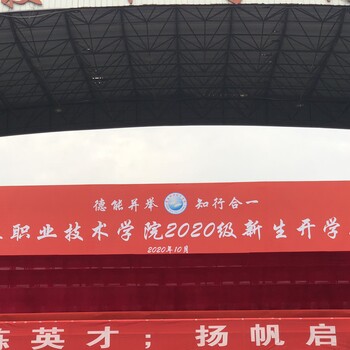 德能并举 知行合一
职业技术学院2020级新生开学
2020年10月
英才；扬帆启